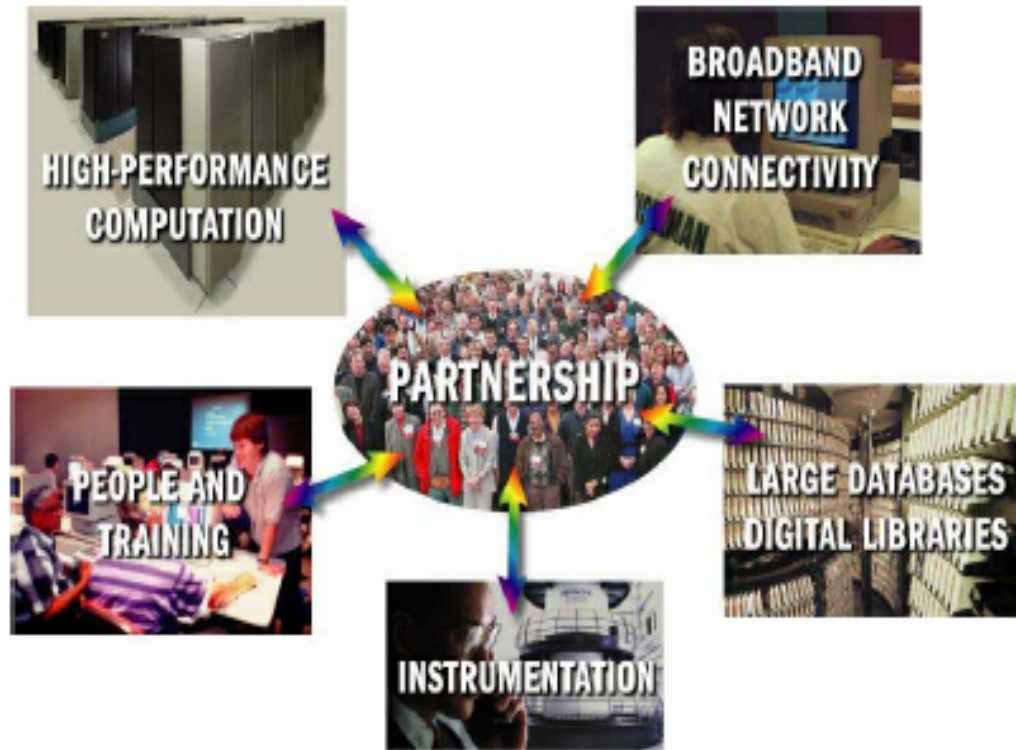 HIGH-PERFORMANCE
COMPUTATION
BROADBAND
NETWORK
CONNECTIVITY
PARTNERSHIP
PEOPLE AND
TRAINING
LARGE DATABASES
DIGITAL LIBRARIES
INSTRUMENTATION